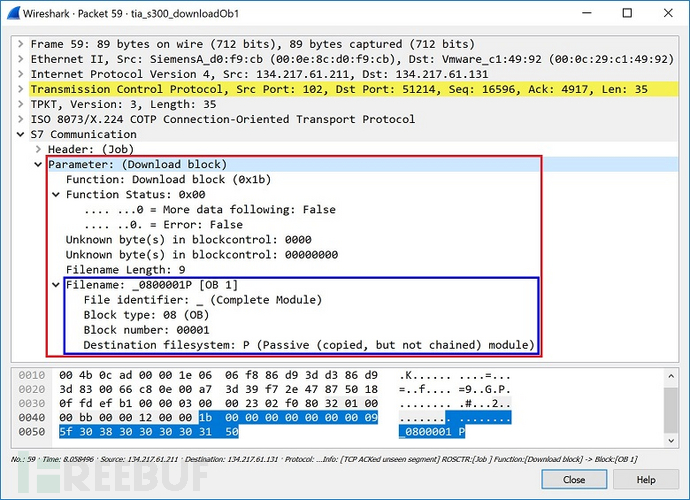 Wireshark · Packet 59 · tia_s300_downloadOb1
Frame 59: 89 bytes on wire (712 bits), 89 bytes captured (712 bits)
Ethernet II, Src: SiemensA_d0:f9:cb (00:0e:8c:d0:f9:cb), Dst: Vmware_c1:49:92 (00:0c:29:c1:49:92)
Internet Protocol Version 4, Src: 134.217.61.211, Dst: 134.217.61.131
Transmission Control Protocol, Src Port: 102, Dst Port: 51214, Seq: 16596, Ack: 4917, Len: 35
TPKT, Version: 3, Length: 35
ISO 8073/X.224 COTP Connection-Oriented Transport Protocol
S7 Communication
Header: (Job)
Parameter: (Download block)
Function: Download block (0x1b)
Function Status: 0x00
.... ...0 = More data following: False
.... ..0. = Error: False
Unknown byte(s) in blockcontrol: 0000
Unknown byte(s) in blockcontrol: 00000000
Filename Length: 9
Filename: _0800001P [OB 1]
File identifier: _ (Complete Module)
Block type: 08 (OB)
Block number: 00001
Destination filesystem: P (Passive (copied, but not chained) module)
0010 00 4b 0c ad 00 00 1e 06 06 f8 86 d9 3d d3 86 d9 .K...... ....=...
0020 3d 83 00 66 c8 0e 00 a7 3d 39 f7 2e 47 87 50 18 =..f.... =9..G.P.
0030 0f fd ef b1 00 00 03 00 00 23 02 f0 80 32 01 00 ........ .#...2..
0040 00 bb 00 00 12 00 00 1b 00 00 00 00 00 00 00 09 ........ ........
0050 5f 30 38 30 30 30 30 31 50 _0800001 P
No.: 59 · Time: 8.058496 · Source: 134.217.61.211 · Destination: 134.217.61.131 · Protocol: ...Info: [TCP ACKed unseen segment] ROSCTR:[Job ] Function:[Download block] -> Block:[OB 1]
REEBUF
Close
Help